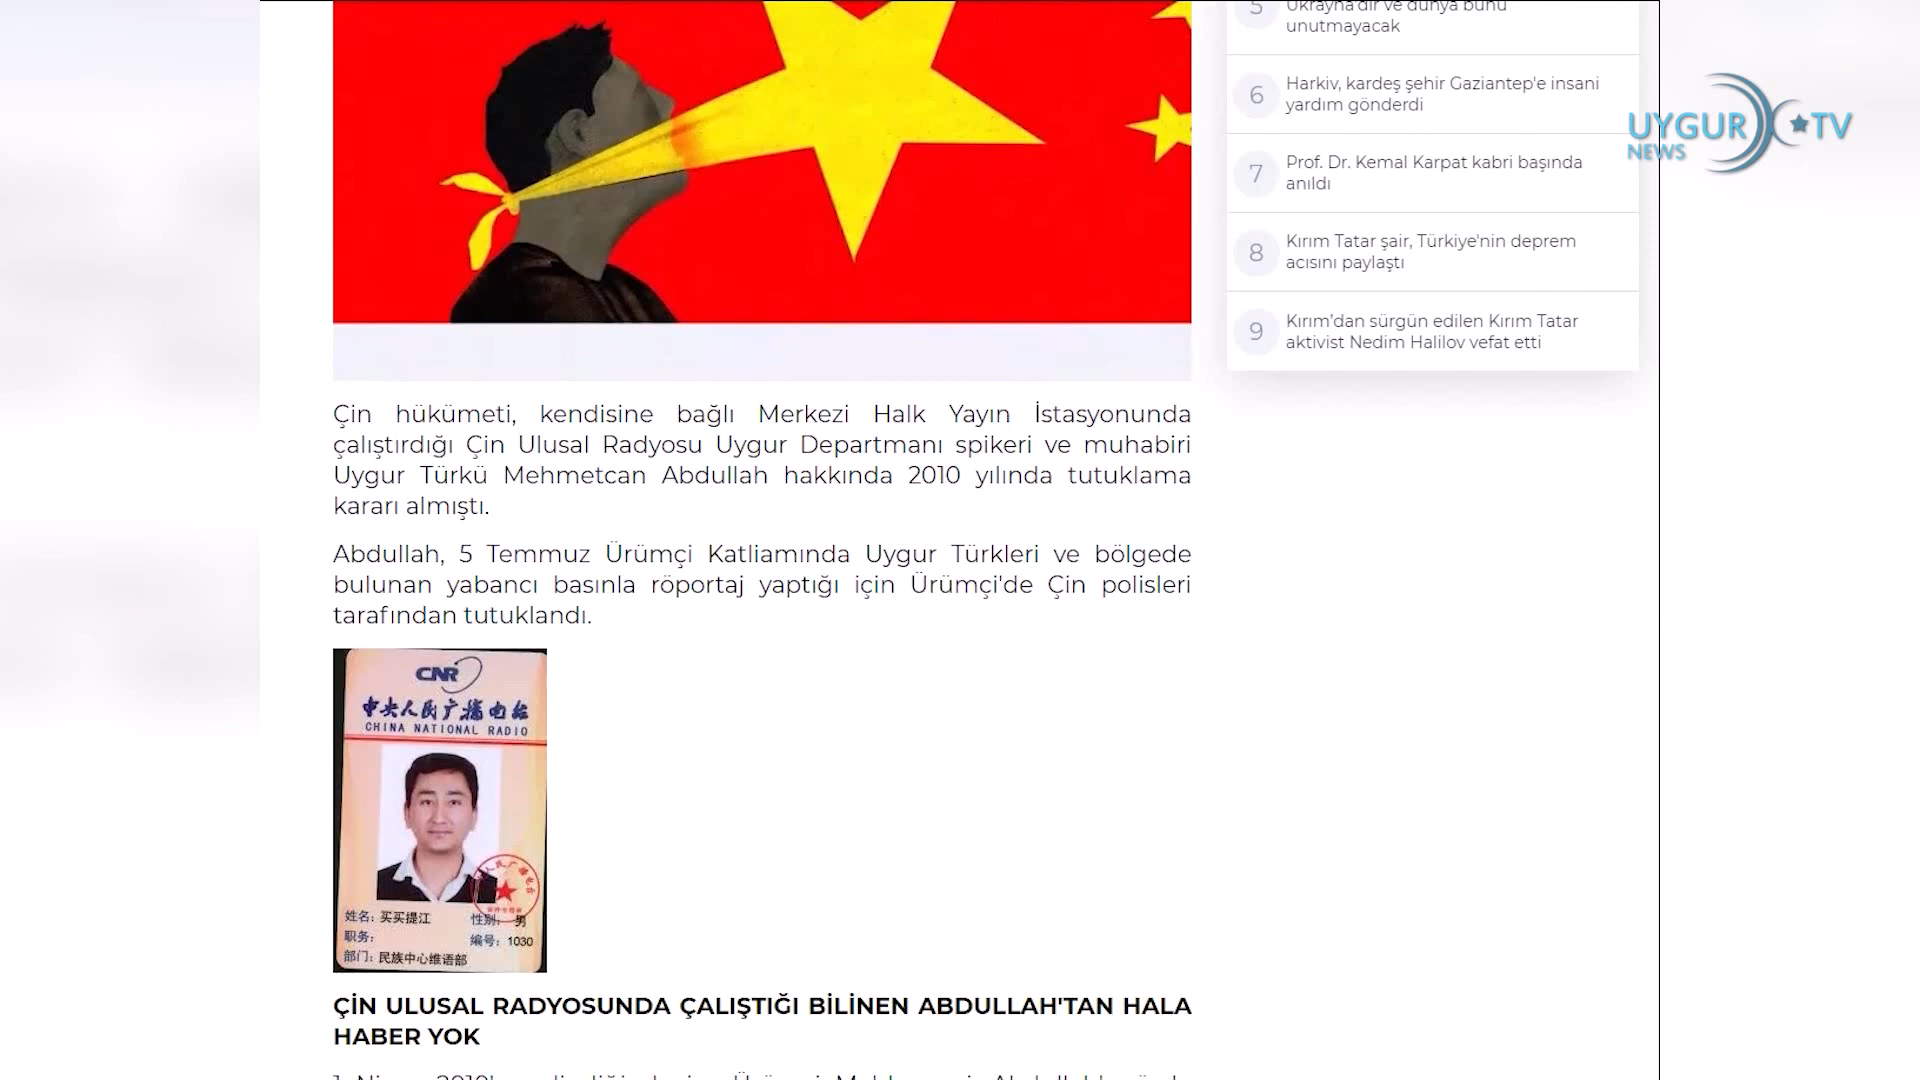 Ukrayna'dır ve dünya bunu
unutmayacak
6
Harkiv, kardeş şehir Gaziantep'e insani
yardım gönderdi
7
Prof. Dr. Kemal Karpat kabri başında
anıldı
8
Kırım Tatar şair, Türkiye'nin deprem
acısını paylaştı
9
Kırım’dan sürgün edilen Kırım Tatar
aktivist Nedim Halilov vefat etti
UYGUR TV
NEWS
Çin hükümeti, kendisine bağlı Merkezi Halk Yayın İstasyonunda
çalıştırdığı Çin Ulusal Radyosu Uygur Departmanı spikeri ve muhabiri
Uygur Türkü Mehmetcan Abdullah hakkında 2010 yılında tutuklama
kararı almıştı.
Abdullah, 5 Temmuz Ürümçi Katliamında Uygur Türkleri ve bölgede
bulunan yabancı basınla röportaj yaptığı için Ürümçi'de Çin polisleri
tarafından tutuklandı.
CNR
中央人民广播电台
CHINA NATIONAL RADIO
姓名：买买提江 性别：男
职务： 编号：1030
部门：民族中心维语部
ÇİN ULUSAL RADYOSUNDA ÇALIŞTIĞI BİLİNEN ABDULLAH'TAN HALA
HABER YOK